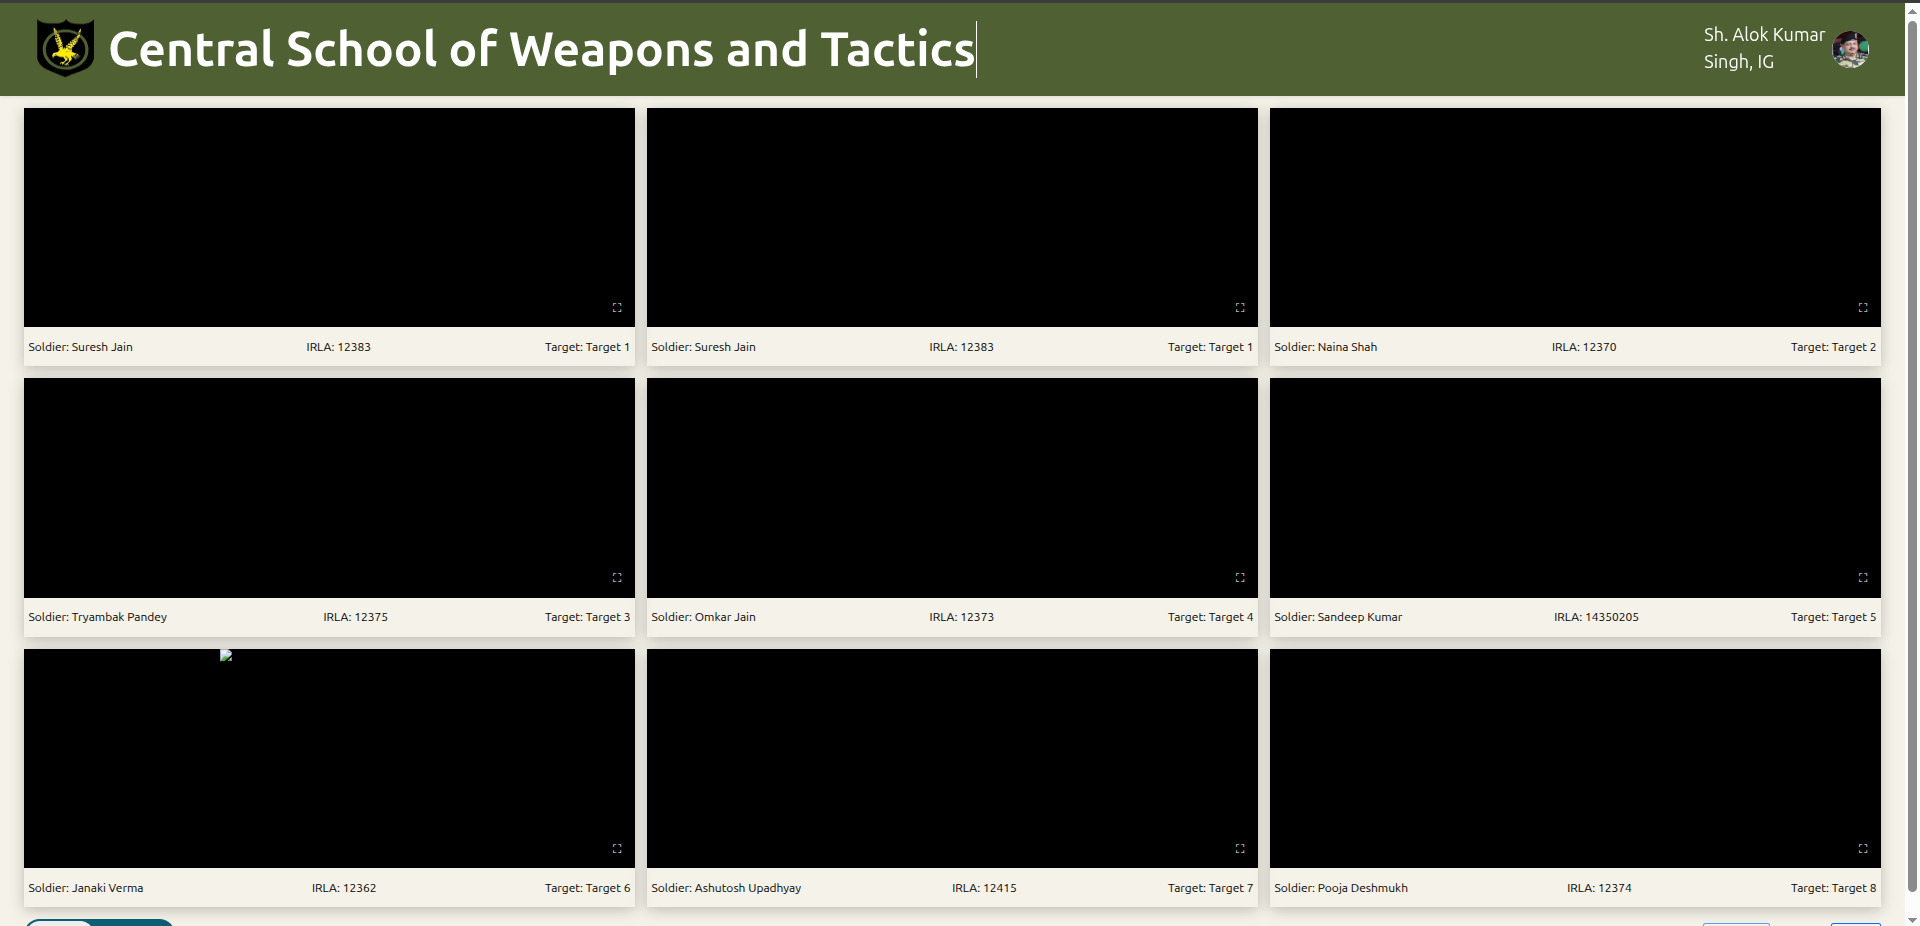 Central School of Weapons and Tactics
Sh. Alok Kumar
Singh, IG
Soldier: Suresh Jain IRLA: 12383 Target: Target 1
Soldier: Suresh Jain IRLA: 12383 Target: Target 1
Soldier: Naina Shah IRLA: 12370 Target: Target 2
Soldier: Tryambak Pandey IRLA: 12375 Target: Target 3
Soldier: Omkar Jain IRLA: 12373 Target: Target 4
Soldier: Sandeep Kumar IRLA: 14350205 Target: Target 5
Soldier: Janaki Verma IRLA: 12362 Target: Target 6
Soldier: Ashutosh Upadhyay IRLA: 12415 Target: Target 7
Soldier: Pooja Deshmukh IRLA: 12374 Target: Target 8